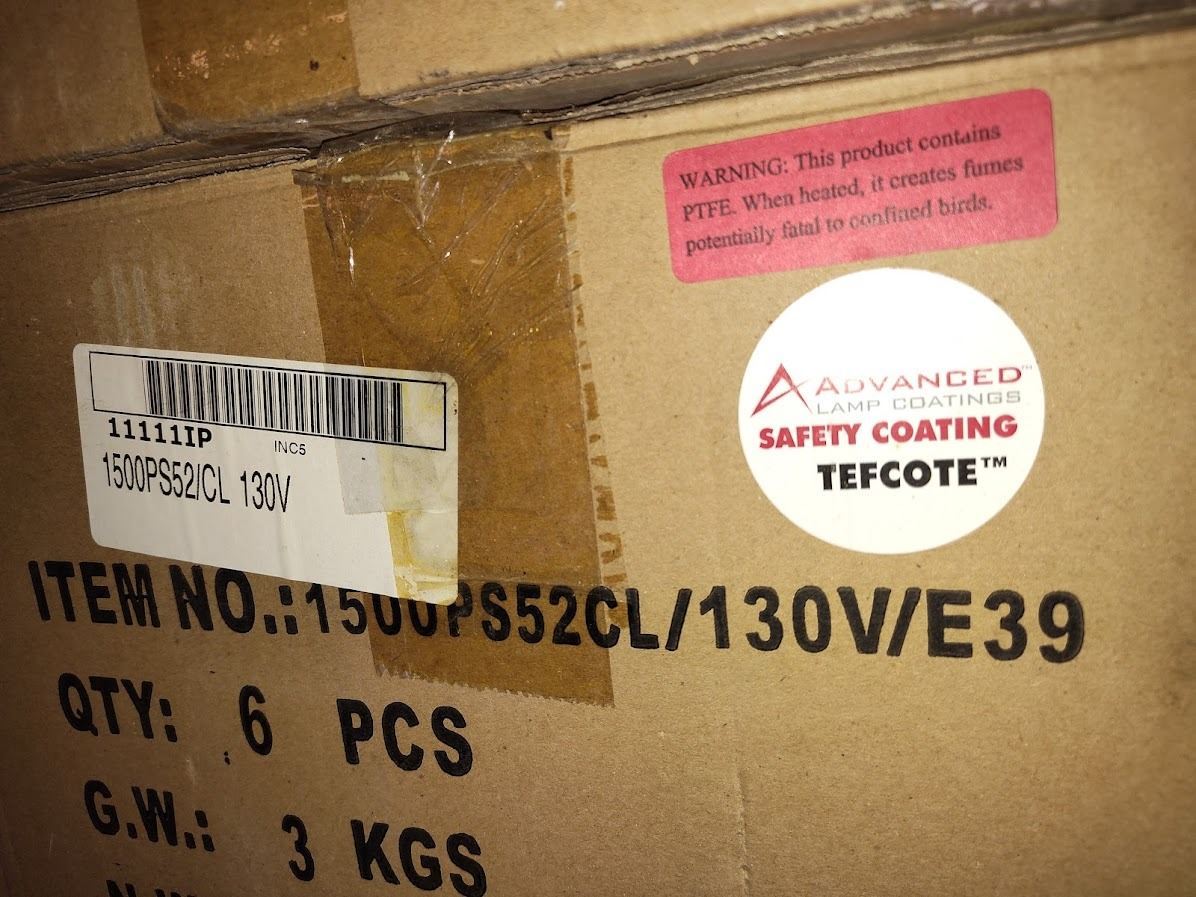 WARNING: This product contains
PTFE. When heated, it creates fumes
potentially fatal to confined birds.
ADVANCED™
LAMP COATINGS
SAFETY COATING
TEFCOTE™
11111IP
INC5
1500PS52/CL 130V
ITEM NO.:1500PS52CL/130V/E39
QTY: 6 PCS
G.W.: 3 KGS